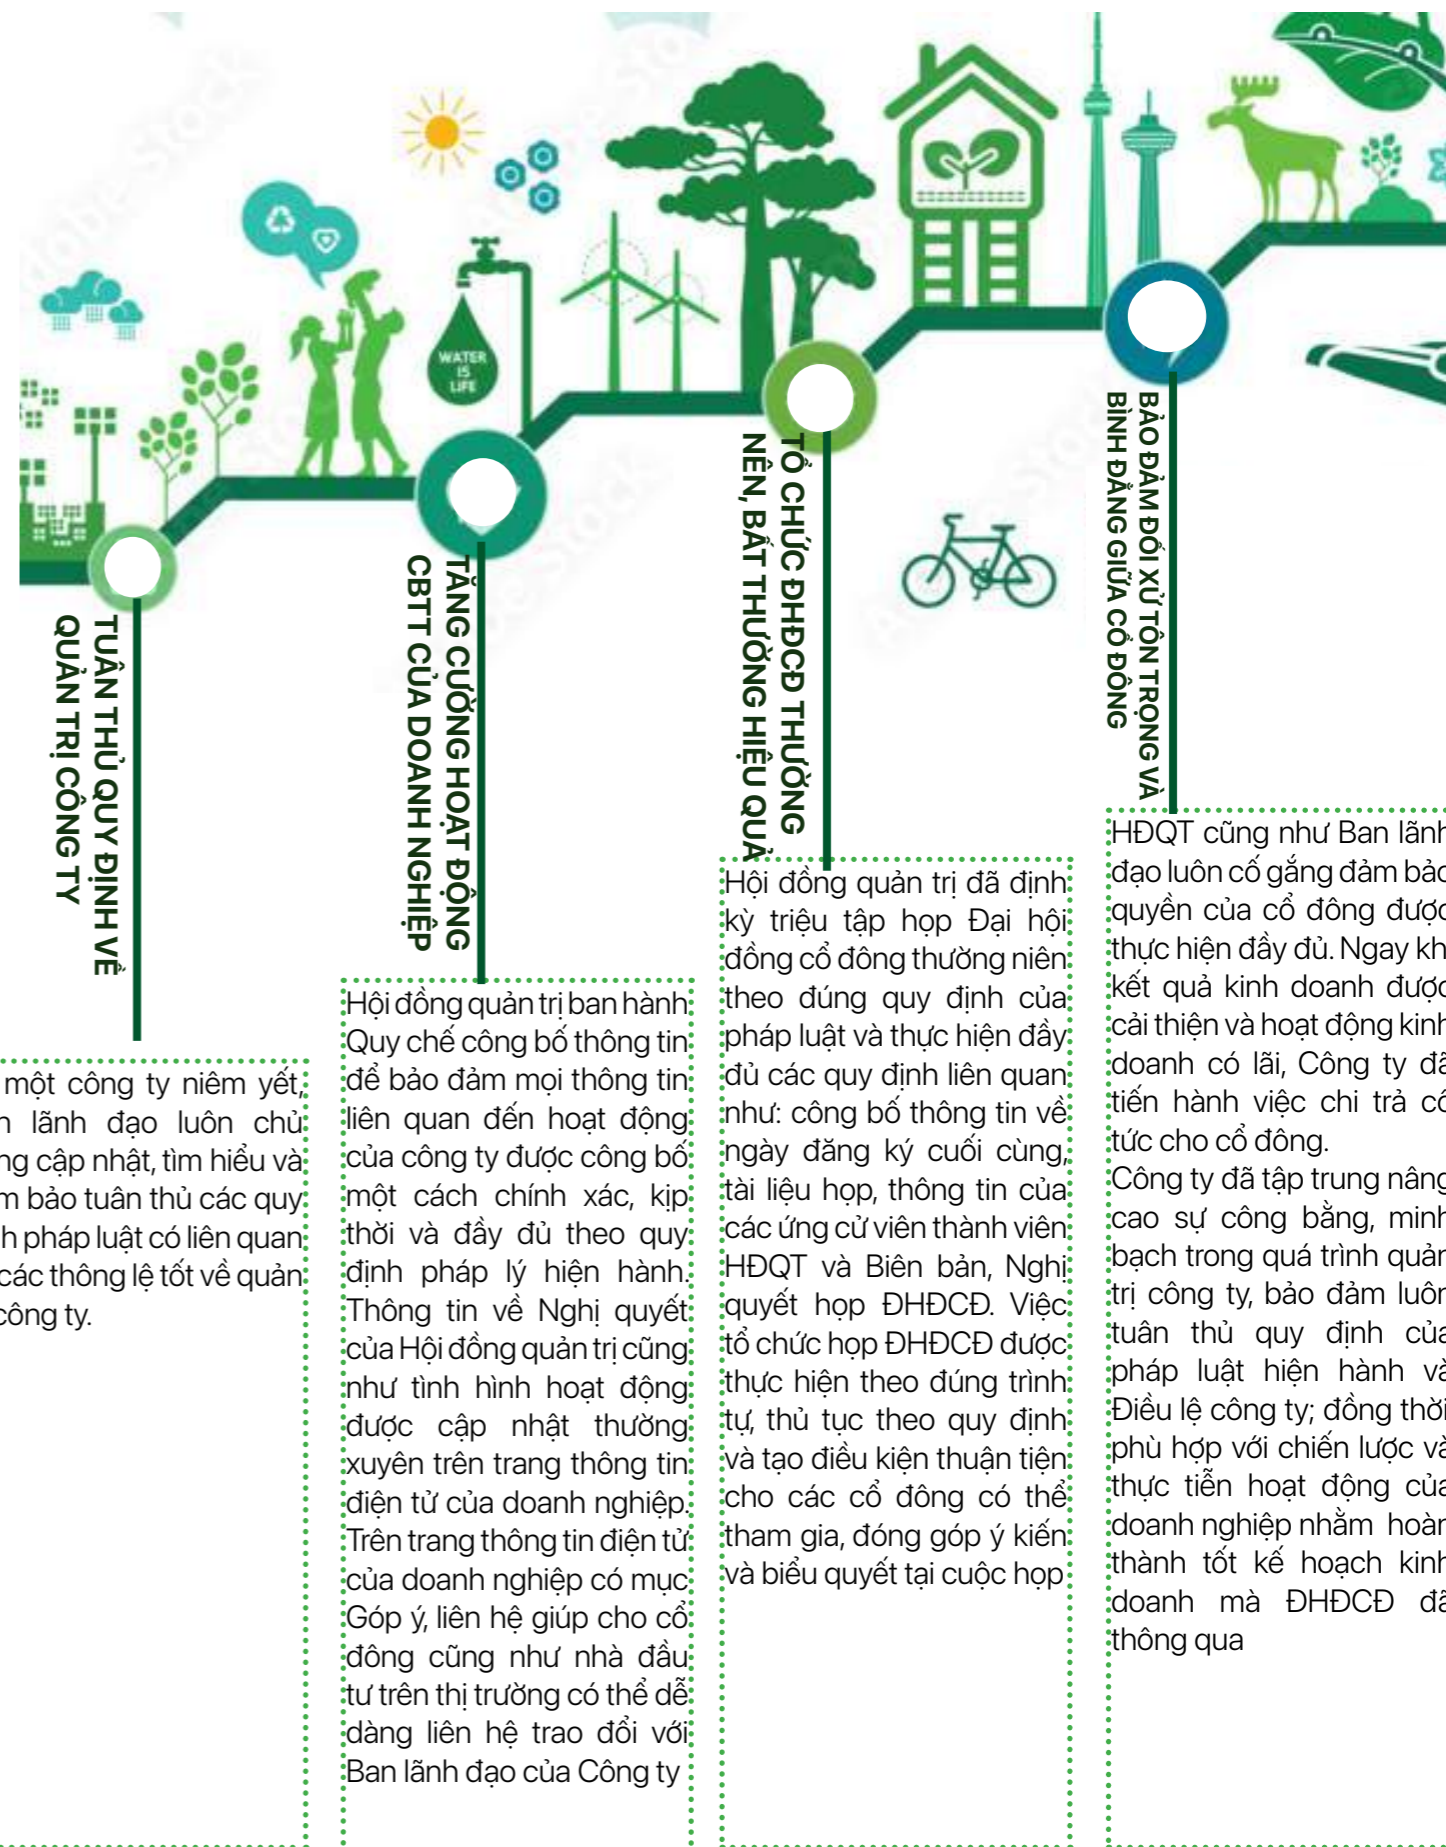 WATER
IS
LIFE
TUÂN THỦ QUY ĐỊNH VỀ
QUẢN TRỊ CÔNG TY
một công ty niêm yết,
lãnh đạo luôn chủ
cập nhật, tìm hiểu và
bảo tuân thủ các quy
pháp luật có liên quan
các thông lệ tốt về quản
công ty.
TĂNG CƯỜNG HOẠT ĐỘNG
CBTT CỦA DOANH NGHIỆP
Hội đồng quản trị ban hành
Quy chế công bố thông tin
để bảo đảm mọi thông tin
liên quan đến hoạt động
của công ty được công bố
một cách chính xác, kịp
thời và đầy đủ theo quy
định pháp lý hiện hành.
Thông tin về Nghị quyết
của Hội đồng quản trị cũng
như tình hình hoạt động
được cập nhật thường
xuyên trên trang thông tin
điện tử của doanh nghiệp.
Trên trang thông tin điện tử
của doanh nghiệp có mục
Góp ý, liên hệ giúp cho cổ
đông cũng như nhà đầu
tư trên thị trường có thể dễ
dàng liên hệ trao đổi với
Ban lãnh đạo của Công ty
TỔ CHỨC ĐHĐCĐ THƯỜNG
NÊN, BẤT THƯỜNG HIỆU QUẢ
Hội đồng quản trị đã định
kỳ triệu tập họp Đại hội
đồng cổ đông thường niên
theo đúng quy định của
pháp luật và thực hiện đầy
đủ các quy định liên quan
như: công bố thông tin về
ngày đăng ký cuối cùng,
tài liệu họp, thông tin của
các ứng cử viên thành viên
HĐQT và Biên bản, Nghị
quyết họp ĐHĐCĐ. Việc
tổ chức họp ĐHĐCĐ được
thực hiện theo đúng trình
tự, thủ tục theo quy định
và tạo điều kiện thuận tiện
cho các cổ đông có thể
tham gia, đóng góp ý kiến
và biểu quyết tại cuộc họp
BẢO ĐẢM ĐỐI XỬ TÔN TRỌNG VÀ
BÌNH ĐẲNG GIỮA CỔ ĐÔNG
HĐQT cũng như Ban lãnh
đạo luôn cố gắng đảm bảo
quyền của cổ đông được
thực hiện đầy đủ. Ngay kh
kết quả kinh doanh được
cải thiện và hoạt động kinh
doanh có lãi, Công ty đã
tiến hành việc chi trả cổ
tức cho cổ đông.
Công ty đã tập trung nâng
cao sự công bằng, minh
bạch trong quá trình quản
trị công ty, bảo đảm luôn
tuân thủ quy định của
pháp luật hiện hành và
Điều lệ công ty; đồng thời
phù hợp với chiến lược và
thực tiễn hoạt động của
doanh nghiệp nhằm hoàn
thành tốt kế hoạch kinh
doanh mà ĐHĐCĐ đã
thông qua